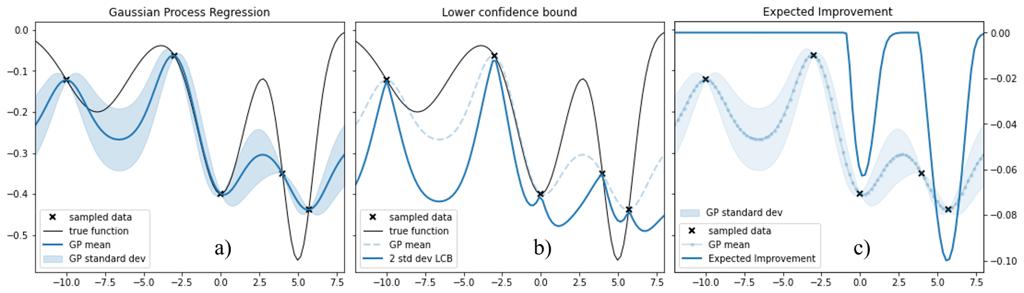 Gaussian Process Regression
0.0
−0.1
−0.2
−0.3
−0.4
−0.5
−10.0 −7.5 −5.0 −2.5 0.0 2.5 5.0 7.5
sampled data
true function
GP mean
GP standard dev
a)
Lower confidence bound
−10.0 −7.5 −5.0 −2.5 0.0 2.5 5.0 7.5
sampled data
true function
GP mean
2 std dev LCB
b)
Expected Improvement
0.00
−0.02
−0.04
−0.06
−0.08
−0.10
−10.0 −7.5 −5.0 −2.5 0.0 2.5 5.0 7.5
GP standard dev
sampled data
GP mean
Expected Improvement
c)